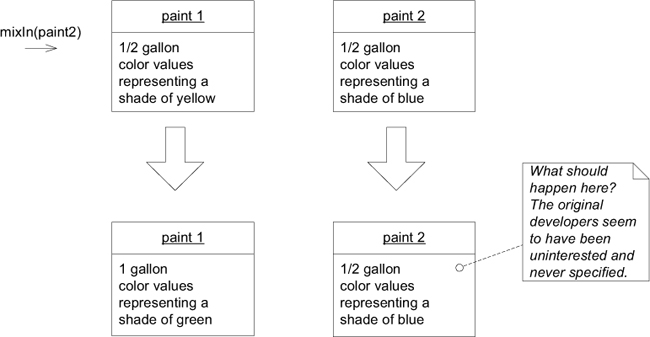 mixIn(paint2)
paint 1
1/2 gallon
color values
representing a
shade of yellow
paint 2
1/2 gallon
color values
representing a
shade of blue
paint 1
1 gallon
color values
representing a
shade of green
paint 2
1/2 gallon
color values
representing a
shade of blue
What should
happen here?
The original
developers seem
to have been
uninterested and
never specified.